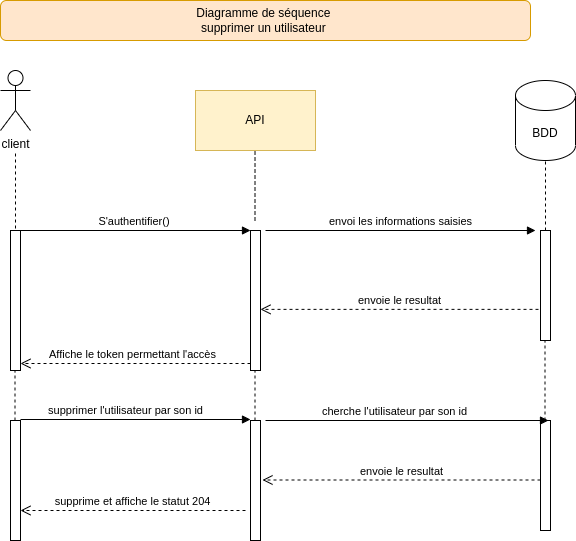 Diagramme de séquence
supprimer un utilisateur
client
API
BDD
S'authentifier()
envoi les informations saisies
envoie le resultat
Affiche le token permettant l'accès
supprimer l'utilisateur par son id
cherche l'utilisateur par son id
envoie le resultat
supprime et affiche le statut 204